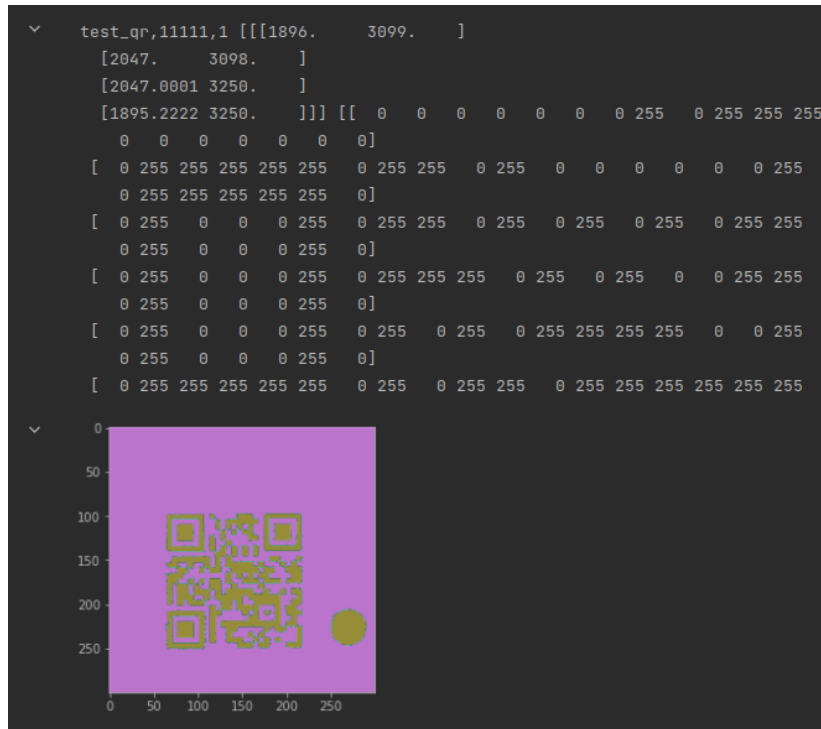 test_qr,11111,1 [[[1896.     3099.    ]
[2047.     3098.    ]
[2047.0001 3250.    ]
[1895.2222 3250.    ]]] [[  0   0   0   0   0   0   0 255   0 255 255 255
0   0   0   0   0   0   0]
[  0 255 255 255 255 255   0 255 255   0 255   0   0   0   0   0   0 255
0 255 255 255 255 255   0]
[  0 255   0   0   0 255   0 255 255   0 255   0 255   0 255   0 255 255
0 255   0   0   0 255   0]
[  0 255   0   0   0 255   0 255 255 255   0 255   0 255   0   0 255 255
0 255   0   0   0 255   0]
[  0 255   0   0   0 255   0 255   0 255   0 255 255 255 255   0   0 255
0 255   0   0   0 255   0]
[  0 255 255 255 255 255   0 255   0 255 255   0 255 255 255 255 255 255
0
50
100
150
200
250
0 50 100 150 200 250